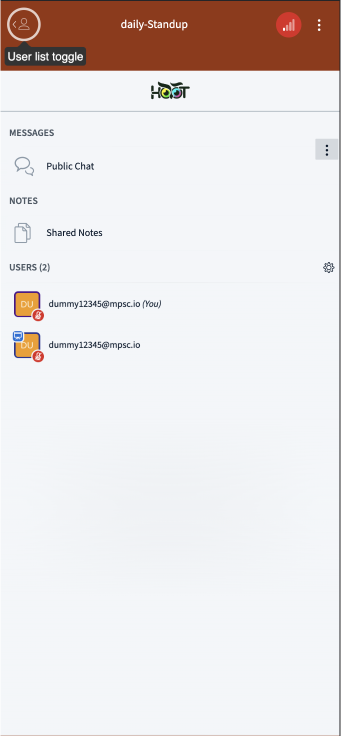 daily-Standup
User list toggle
HOOT
MESSAGES
Public Chat
NOTES
Shared Notes
USERS (2)
DU
dummy12345@mpsc.io (You)
DU
dummy12345@mpsc.io